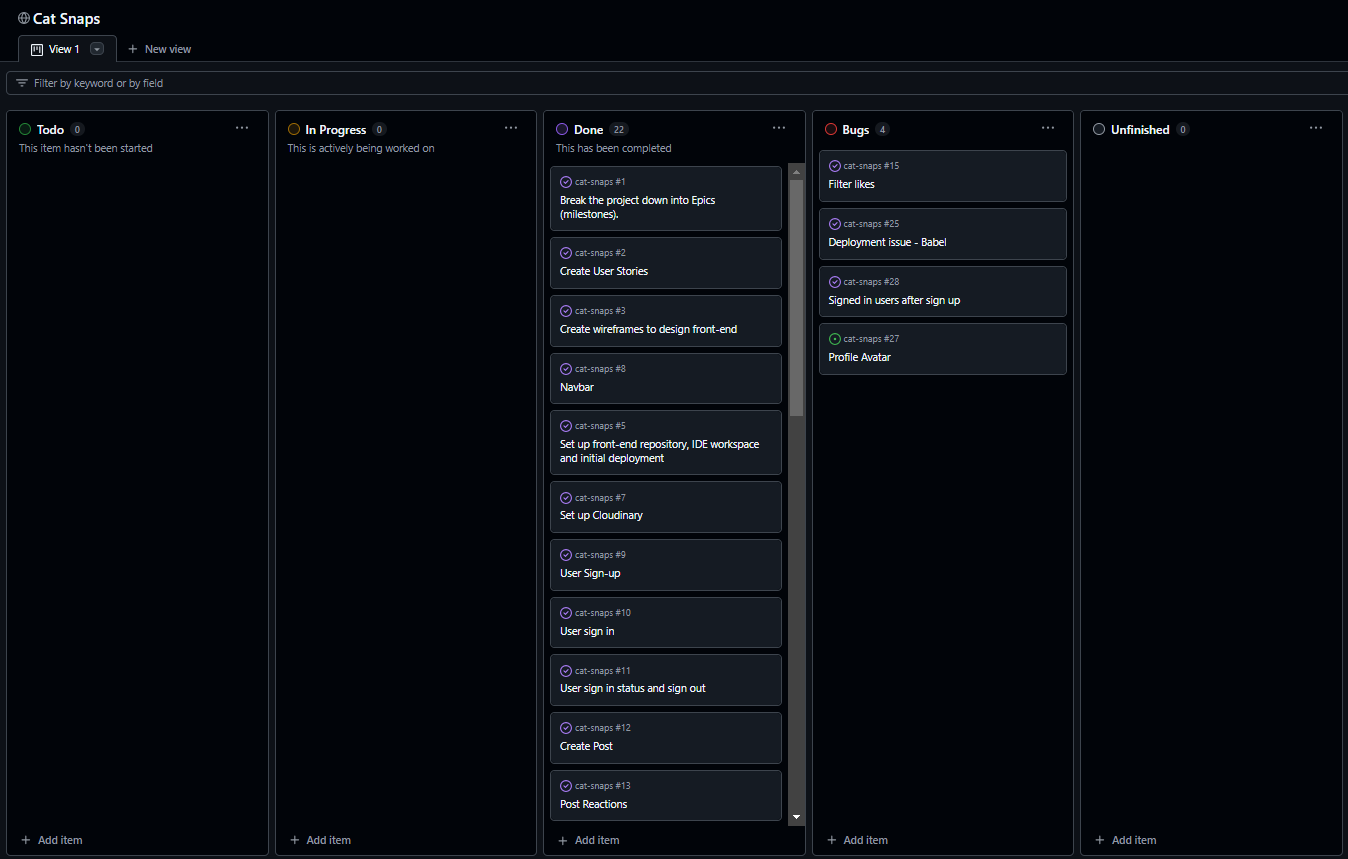 Cat Snaps
View 1
New view
Filter by keyword or by field
Todo 0
This item hasn't been started
Add item
In Progress 0
This is actively being worked on
Add item
Done 22
This has been completed
cat-snaps #1
Break the project down into Epics
(milestones).
cat-snaps #2
Create User Stories
cat-snaps #3
Create wireframes to design front-end
cat-snaps #8
Navbar
cat-snaps #5
Set up front-end repository, IDE workspace
and initial deployment
cat-snaps #7
Set up Cloudinary
cat-snaps #9
User Sign-up
cat-snaps #10
User sign in
cat-snaps #11
User sign in status and sign out
cat-snaps #12
Create Post
cat-snaps #13
Post Reactions
Add item
Bugs 4
cat-snaps #15
Filter likes
cat-snaps #25
Deployment issue - Babel
cat-snaps #28
Signed in users after sign up
cat-snaps #27
Profile Avatar
Add item
Unfinished 0
Add item